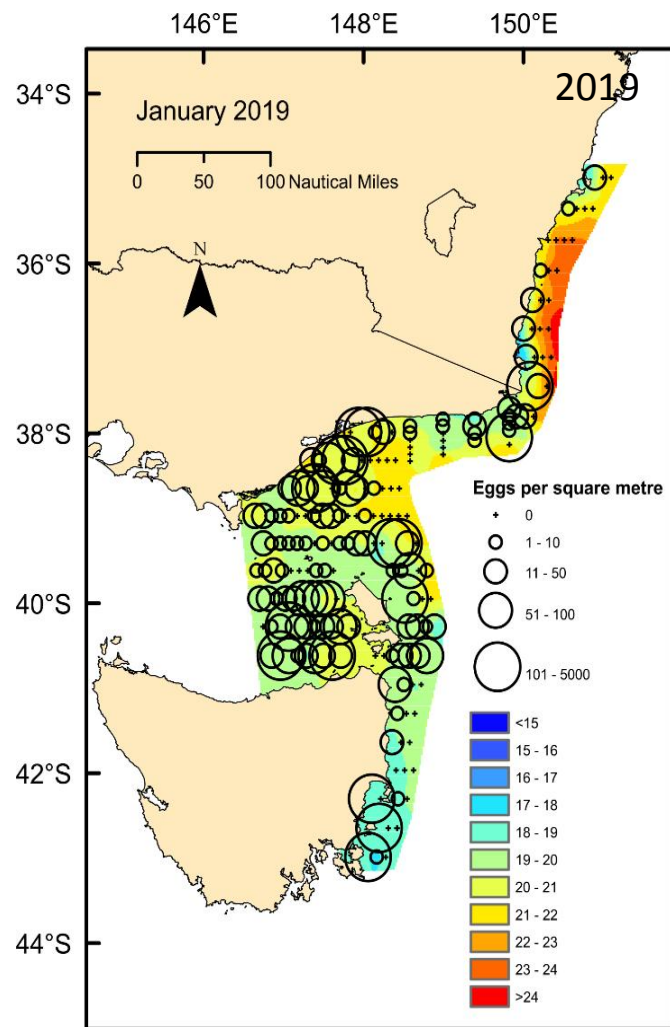 146°E 148°E 150°E
34°S
36°S
38°S
40°S
42°S
44°S
2019
January 2019
0 50 100 Nautical Miles
N
Eggs per square metre
0
1 - 10
11 - 50
51 - 100
101 - 5000
<15
15 - 16
16 - 17
17 - 18
18 - 19
19 - 20
20 - 21
21 - 22
22 - 23
23 - 24
>24